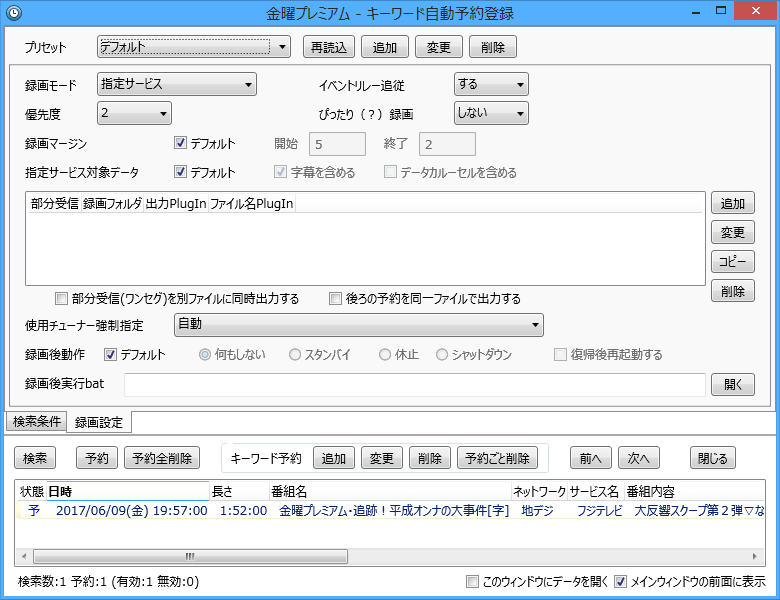 金曜プレミアム - キーワード自動予約登録
プリセット デフォルト 再読込 追加 変更 削除
録画モード 指定サービス イベントリレー追従 する
優先度 2 ぴったり（？）録画 しない
録画マージン デフォルト 開始 5 終了 2
指定サービス対象データ デフォルト 字幕を含める データカルーセルを含める
部分受信 録画フォルダ 出力PlugIn ファイル名PlugIn
追加
変更
コピー
削除
部分受信(ワンセグ)を別ファイルに同時出力する 後ろの予約を同一ファイルで出力する
使用チューナー強制指定 自動
録画後動作 デフォルト 何もしない スタンバイ 休止 シャットダウン 復帰後再起動する
録画後実行bat 開く
検索条件 録画設定
検索 予約 予約全削除 キーワード予約 追加 変更 削除 予約ごと削除 前へ 次へ 閉じる
状態 日時 長さ 番組名 ネットワーク サービス名 番組内容
予 2017/06/09(金) 19:57:00 1:52:00 金曜プレミアム・追跡！平成オンナの大事件[字] 地デジ フジテレビ 大反響スクープ第２弾▽な
検索数:1 予約:1 (有効:1 無効:0) このウィンドウにデータを開く メインウィンドウの前面に表示